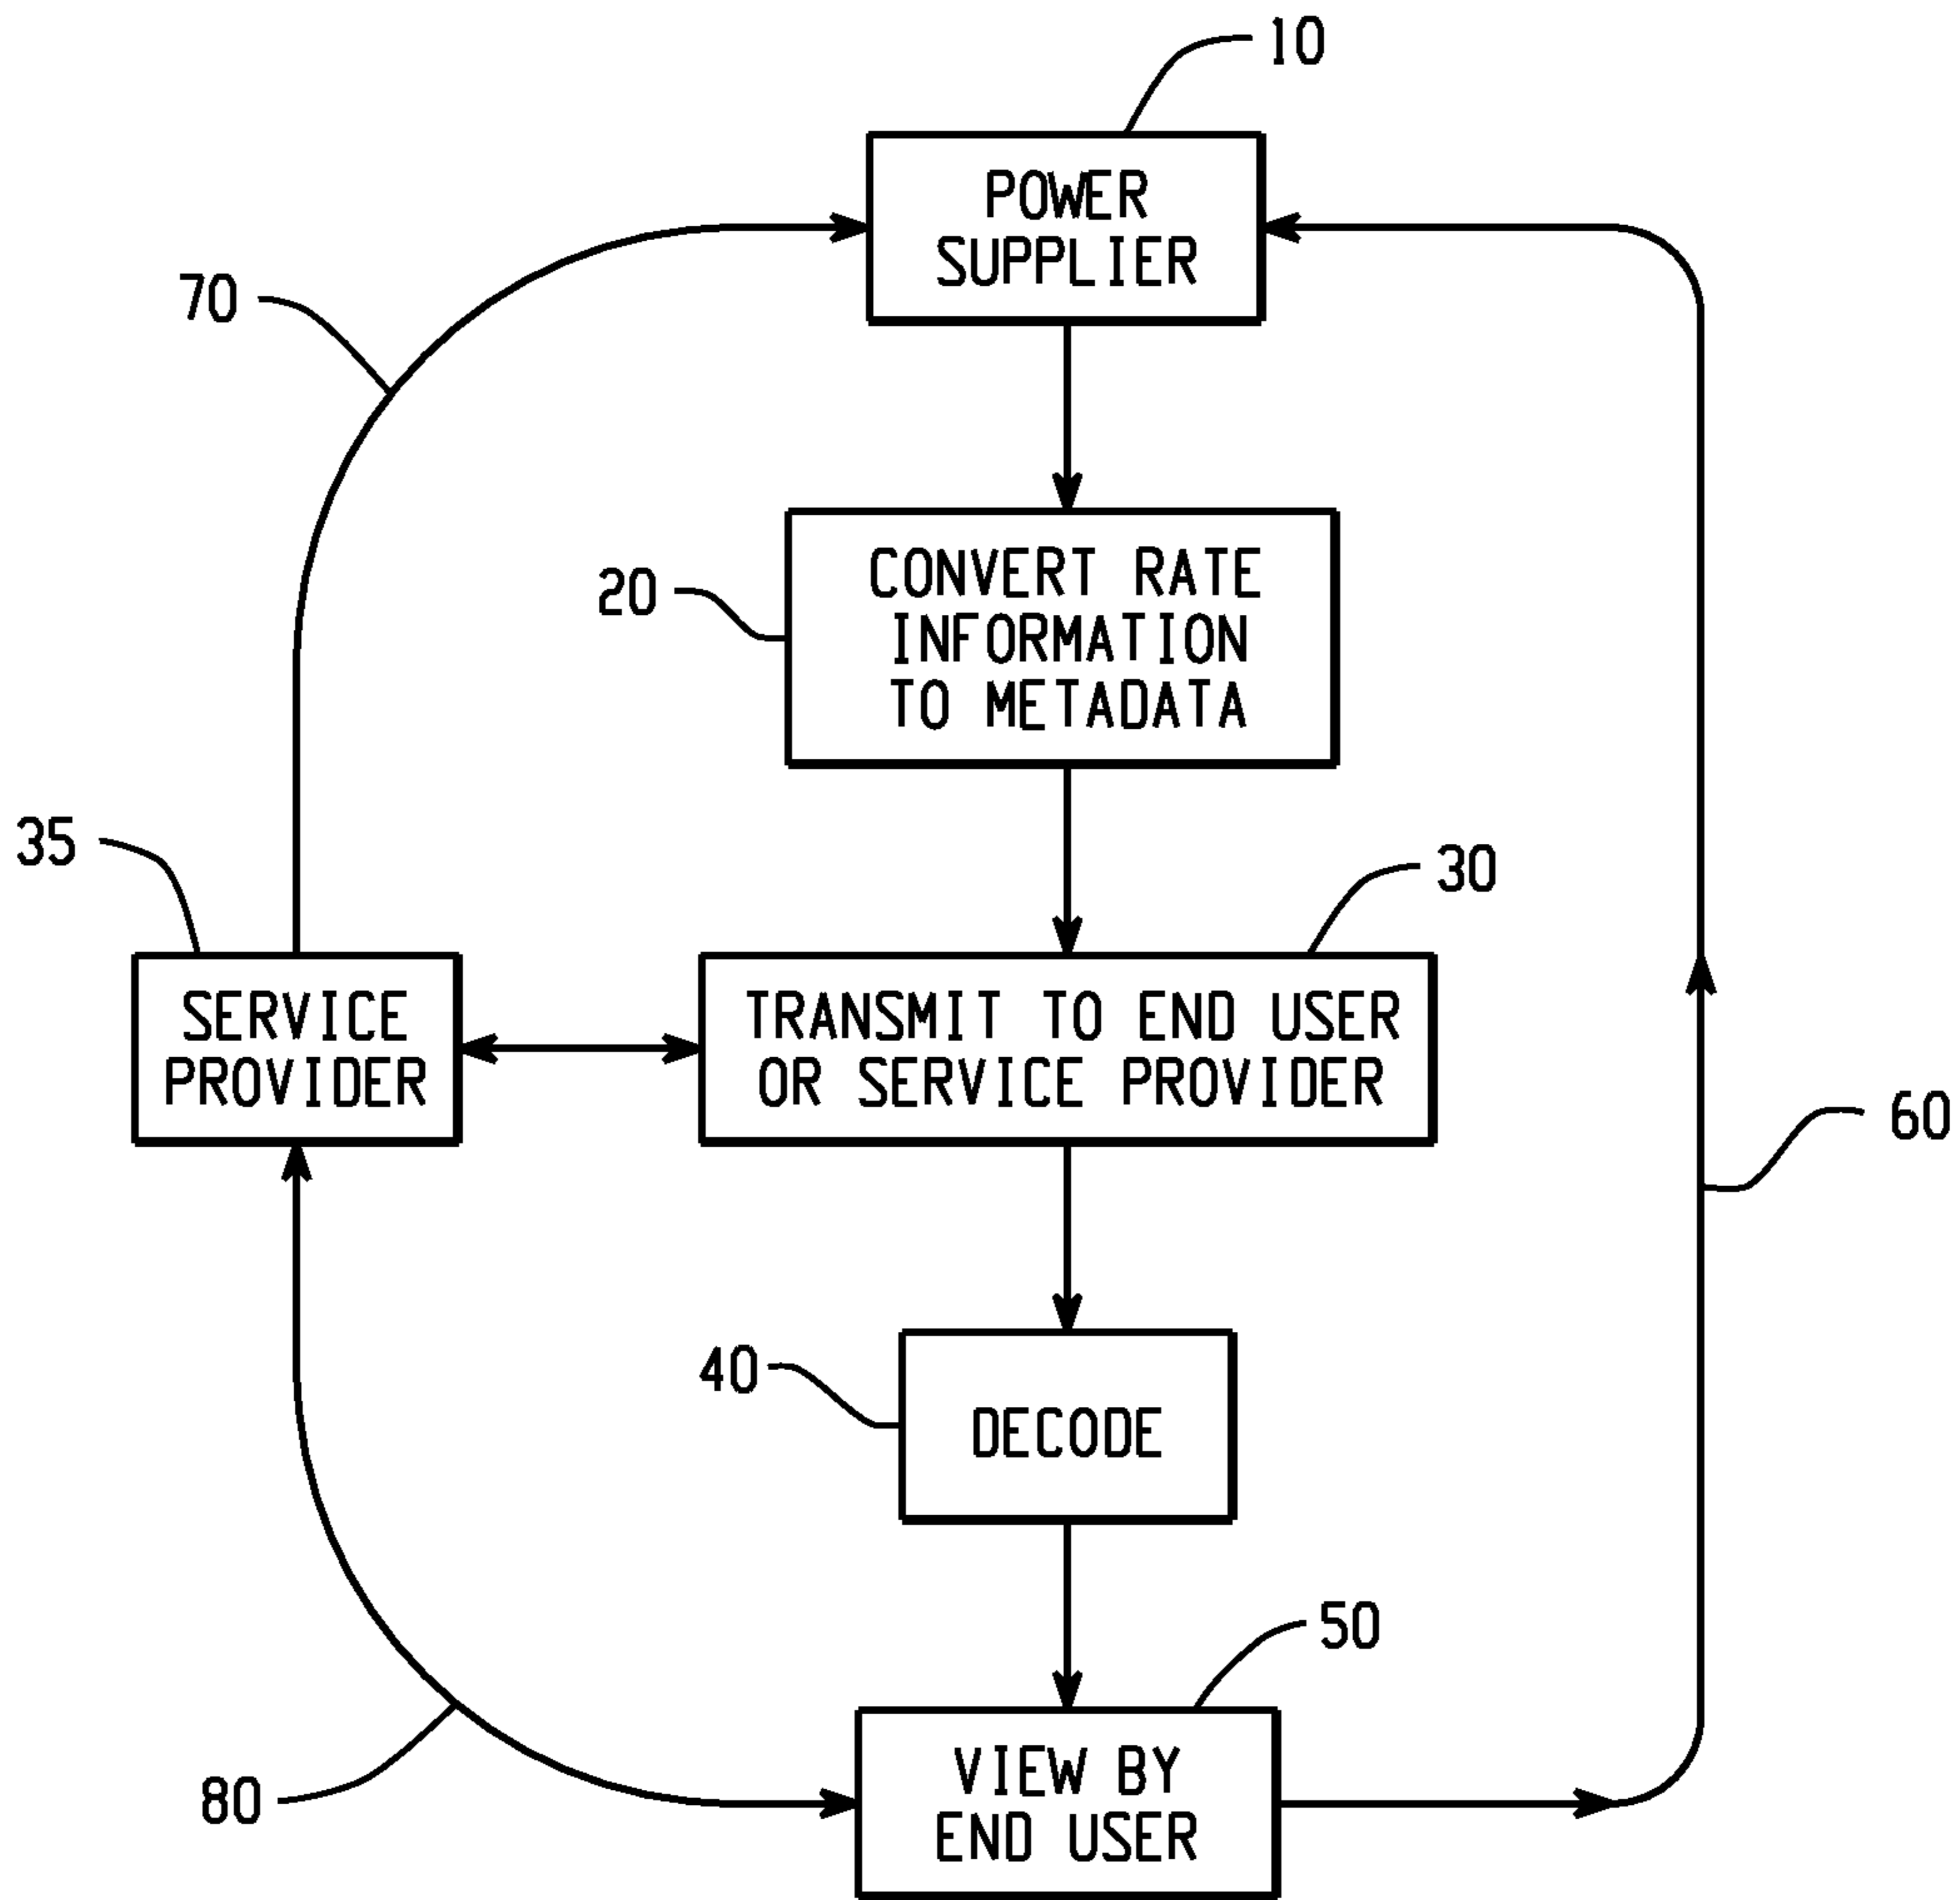 10
POWER
SUPPLIER
70
CONVERT RATE
INFORMATION
TO METADATA
20
35
30
SERVICE
PROVIDER
TRANSMIT TO END USER
OR SERVICE PROVIDER
60
40
DECODE
50
VIEW BY
END USER
80